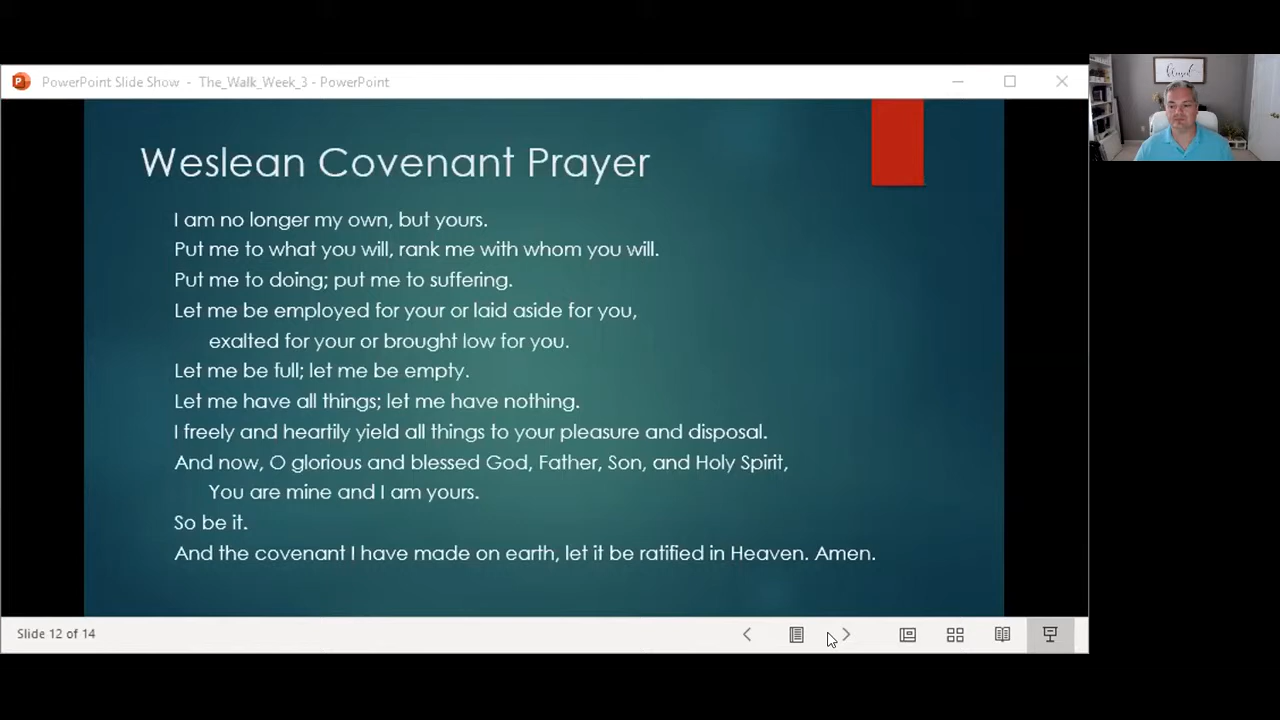 PowerPoint Slide Show - The_Walk_Week_3 - PowerPoint
Weslean Covenant Prayer
I am no longer my own, but yours.
Put me to what you will, rank me with whom you will.
Put me to doing; put me to suffering.
Let me be employed for your or laid aside for you,
exalted for your or brought low for you.
Let me be full; let me be empty.
Let me have all things; let me have nothing.
I freely and heartily yield all things to your pleasure and disposal.
And now, O glorious and blessed God, Father, Son, and Holy Spirit,
You are mine and I am yours.
So be it.
And the covenant I have made on earth, let it be ratified in Heaven. Amen.
Slide 12 of 14